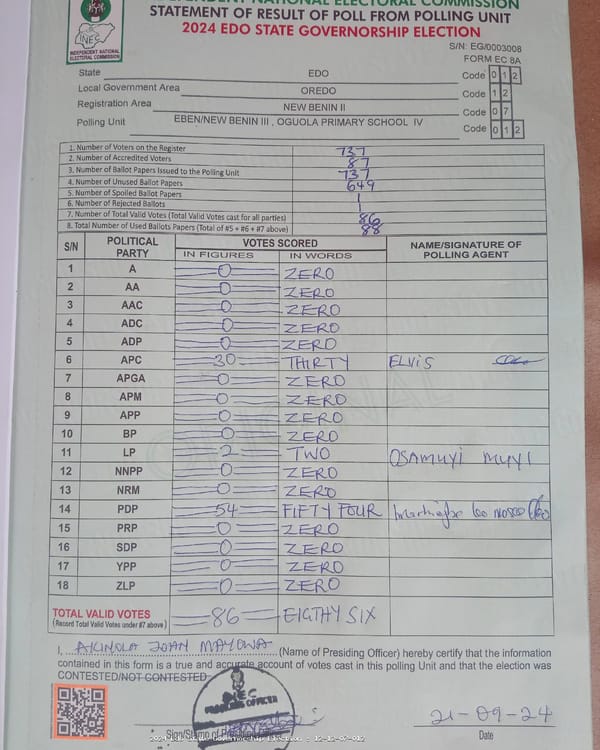 INDEPENDENT NATIONAL ELECTORAL COMMISSION
STATEMENT OF RESULT OF POLL FROM POLLING UNIT
2024 EDO STATE GOVERNORSHIP ELECTION
INEC
INDEPENDENT NATIONAL
ELECTORAL COMMISSION
S/N: EG/0003008
FORM EC 8A
State EDO Code 0 1 2
Local Government Area OREDO Code 1 2
Registration Area NEW BENIN II Code 0 7
Polling Unit EBEN/NEW BENIN III , OGUOLA PRIMARY SCHOOL IV Code 0 1 2
1. Number of Voters on the Register 737
2. Number of Accredited Voters 87
3. Number of Ballot Papers Issued to the Polling Unit 737
4. Number of Unused Ballot Papers 649
5. Number of Spoiled Ballot Papers 1
6. Number of Rejected Ballots 1
7. Number of Total Valid Votes (Total Valid Votes cast for all parties) 86
8. Total Number of Used Ballots Papers (Total of #5 + #6 + #7 above) 88
S/N POLITICAL PARTY VOTES SCORED NAME/SIGNATURE OF POLLING AGENT
IN FIGURES IN WORDS
1 A 0 ZERO
2 AA 0 ZERO
3 AAC 0 ZERO
4 ADC 0 ZERO
5 ADP 0 ZERO
6 APC 30 THIRTY ELVIS
7 APGA 0 ZERO
8 APM 0 ZERO
9 APP 0 ZERO
10 BP 0 ZERO
11 LP 2 TWO OSAMUYI MUYI
12 NNPP 0 ZERO
13 NRM 0 ZERO
14 PDP 54 FIFTY FOUR
15 PRP 0 ZERO
16 SDP 0 ZERO
17 YPP 0 ZERO
18 ZLP 0 ZERO
TOTAL VALID VOTES 86 EIGTHY SIX
(Record Total Valid Votes under #7 above)
I, AKINOLA JOAN MAYOWA (Name of Presiding Officer) hereby certify that the information
contained in this form is a true and accurate account of votes cast in this polling Unit and that the election was
CONTESTED/NOT CONTESTED
INEC
PRESIDING OFFICER
21-09-24
Sign/Stamp of Date